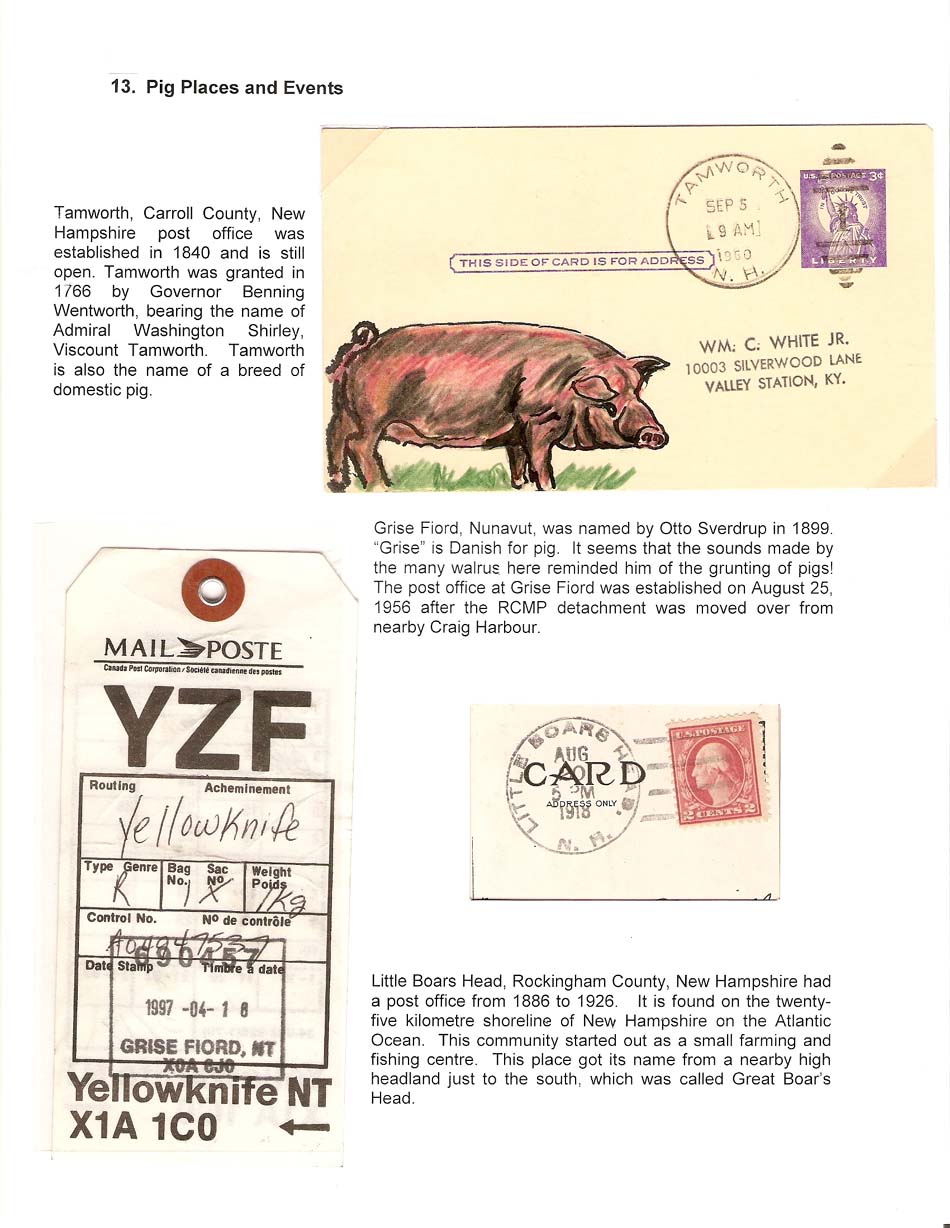 13. Pig Places and Events
Tamworth, Carroll County, New
Hampshire post office was
established in 1840 and is still
open. Tamworth was granted in
1766 by Governor Benning
Wentworth, bearing the name of
Admiral Washington Shirley,
Viscount Tamworth. Tamworth
is also the name of a breed of
domestic pig.
TAMWORTH
SEP 5
9 AM
1960
N. H.
U.S. POSTAGE 3¢
IN GOD WE TRUST
LIBERTY
THIS SIDE OF CARD IS FOR ADDRESS
WM. C. WHITE JR.
10003 SILVERWOOD LANE
VALLEY STATION, KY.
Grise Fiord, Nunavut, was named by Otto Sverdrup in 1899.
“Grise” is Danish for pig. It seems that the sounds made by
the many walrus here reminded him of the grunting of pigs!
The post office at Grise Fiord was established on August 25,
1956 after the RCMP detachment was moved over from
nearby Craig Harbour.
MAIL POSTE
Canada Post Corporation / Société canadienne des postes
YZF
Routing Acheminement
Yellowknife
Type Genre Bag Sac Weight
No. No Poids
R 1 X 1kg
Control No. Nº de contrôle
690457
Date Stamp Timbre à date
1997 -04- 1 8
GRISE FIORD, NT
X0A 0J0
Yellowknife NT
X1A 1C0
LITTLE BOARS HEAD.
AUG
5 PM
1918
N. H.
CARD
ADDRESS ONLY
U.S. POSTAGE
2 CENTS 2
Little Boars Head, Rockingham County, New Hampshire had
a post office from 1886 to 1926. It is found on the twenty-
five kilometre shoreline of New Hampshire on the Atlantic
Ocean. This community started out as a small farming and
fishing centre. This place got its name from a nearby high
headland just to the south, which was called Great Boar’s
Head.